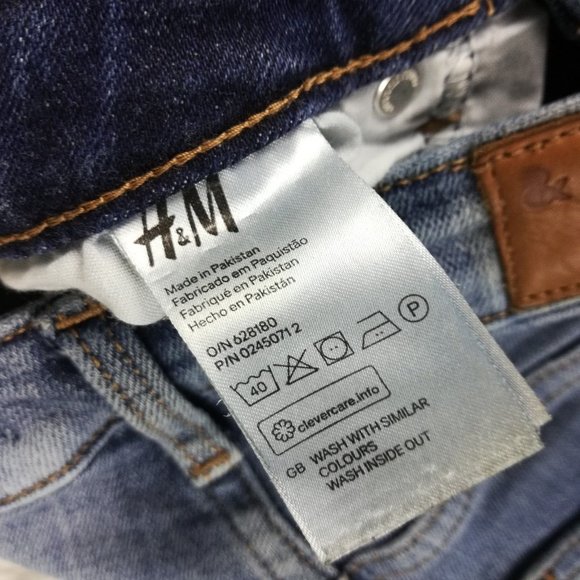 H&M
Made in Pakistan
Fabricado em Paquistão
Fabriqué en Pakistan
Hecho en Pakistán
O/N 628180
P/N 02450712
40
P
clevercare.info
GB WASH WITH SIMILAR
COLOURS
WASH INSIDE OUT